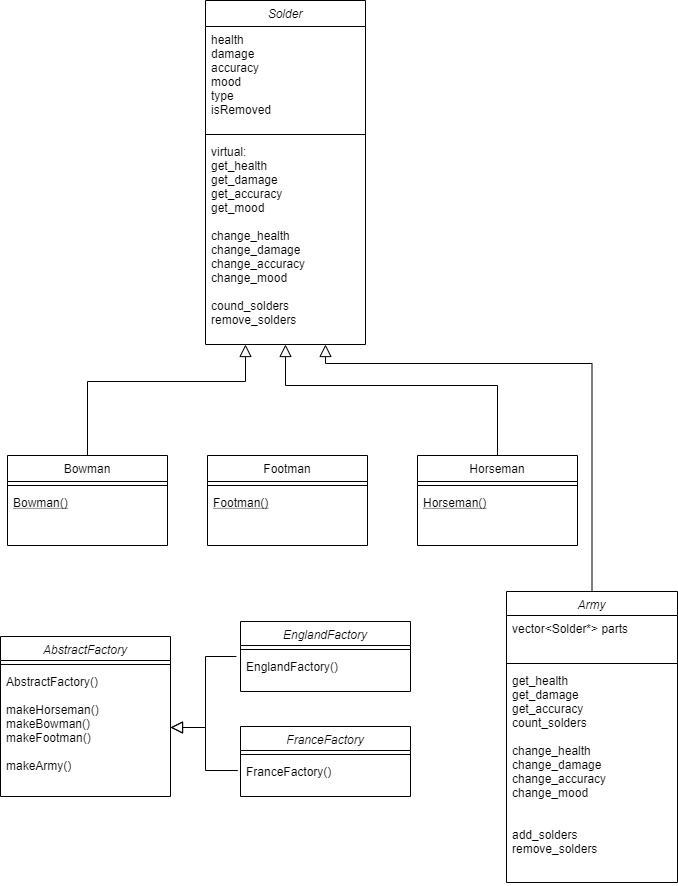 Solder
health
damage
accuracy
mood
type
isRemoved
virtual:
get_health
get_damage
get_accuracy
get_mood
change_health
change_damage
change_accuracy
change_mood
cound_solders
remove_solders
Bowman
Bowman()
Footman
Footman()
Horseman
Horseman()
AbstractFactory
AbstractFactory()
makeHorseman()
makeBowman()
makeFootman()
makeArmy()
EnglandFactory
EnglandFactory()
FranceFactory
FranceFactory()
Army
vector<Solder*> parts
get_health
get_damage
get_accuracy
count_solders
change_health
change_damage
change_accuracy
change_mood
add_solders
remove_solders